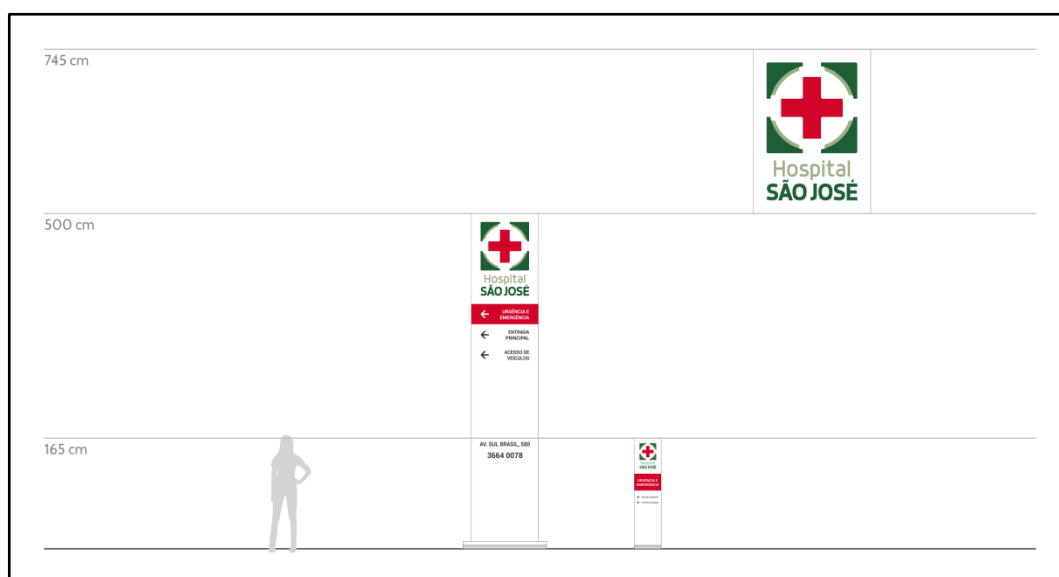 745 cm
Hospital
SÃO JOSÉ
500 cm
Hospital
SÃO JOSÉ
URGÊNCIA E
EMERGÊNCIA
ENTRADA
PRINCIPAL
ACESSO DE
VEÍCULOS
165 cm
AV. SUL BRASIL, 580
3664 0078
Hospital
SÃO JOSÉ
URGÊNCIA E
EMERGÊNCIA